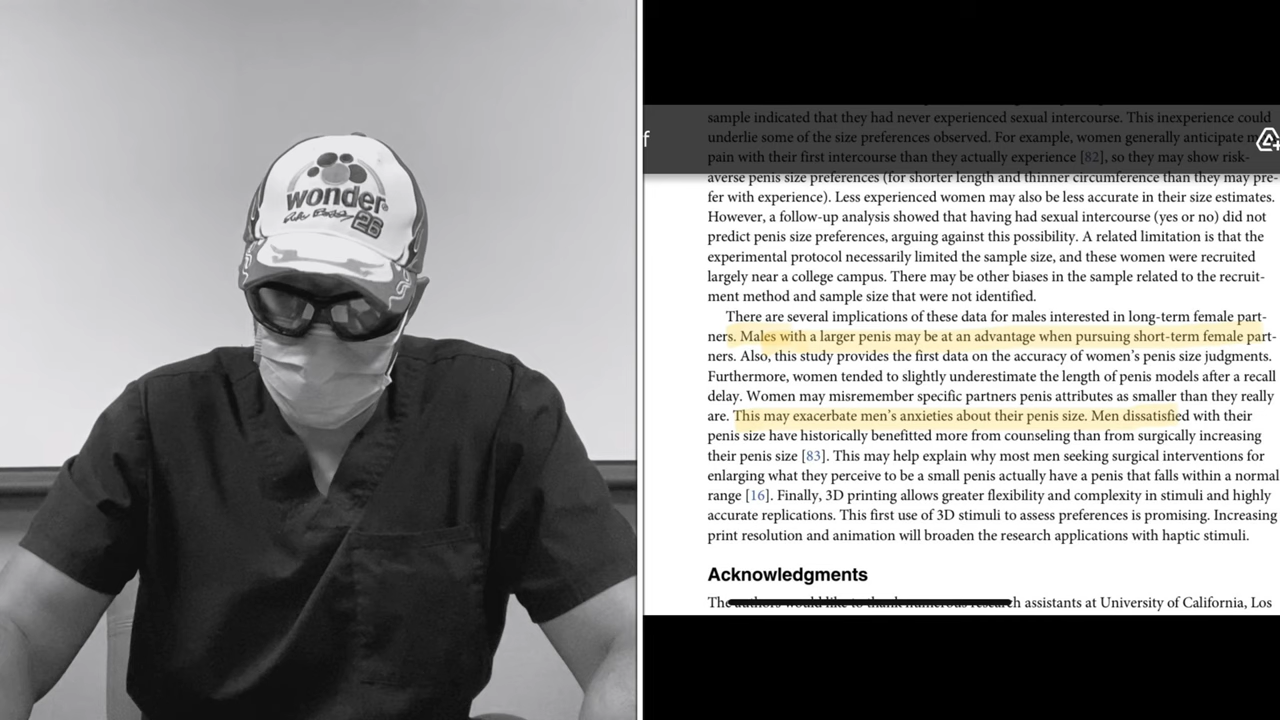 wonder
28
f
sample indicated that they had never experienced sexual intercourse. This inexperience could
underlie some of the size preferences observed. For example, women generally anticipate m
pain with their first intercourse than they actually experience [82], so they may show risk-
averse penis size preferences (for shorter length and thinner circumference than they may pre-
fer with experience). Less experienced women may also be less accurate in their size estimates.
However, a follow-up analysis showed that having had sexual intercourse (yes or no) did not
predict penis size preferences, arguing against this possibility. A related limitation is that the
experimental protocol necessarily limited the sample size, and these women were recruited
largely near a college campus. There may be other biases in the sample related to the recruit-
ment method and sample size that were not identified.
There are several implications of these data for males interested in long-term female part-
ners. Males with a larger penis may be at an advantage when pursuing short-term female part-
ners. Also, this study provides the first data on the accuracy of women's penis size judgments.
Furthermore, women tended to slightly underestimate the length of penis models after a recall
delay. Women may misremember specific partners penis attributes as smaller than they really
are. This may exacerbate men's anxieties about their penis size. Men dissatisfied with their
penis size have historically benefitted more from counseling than from surgically increasing
their penis size [83]. This may help explain why most men seeking surgical interventions for
enlarging what they perceive to be a small penis actually have a penis that falls within a normal
range [16]. Finally, 3D printing allows greater flexibility and complexity in stimuli and highly
accurate replications. This first use of 3D stimuli to assess preferences is promising. Increasing
print resolution and animation will broaden the research applications with haptic stimuli.
Acknowledgments
The authors would like to thank numerous research assistants at University of California, Los